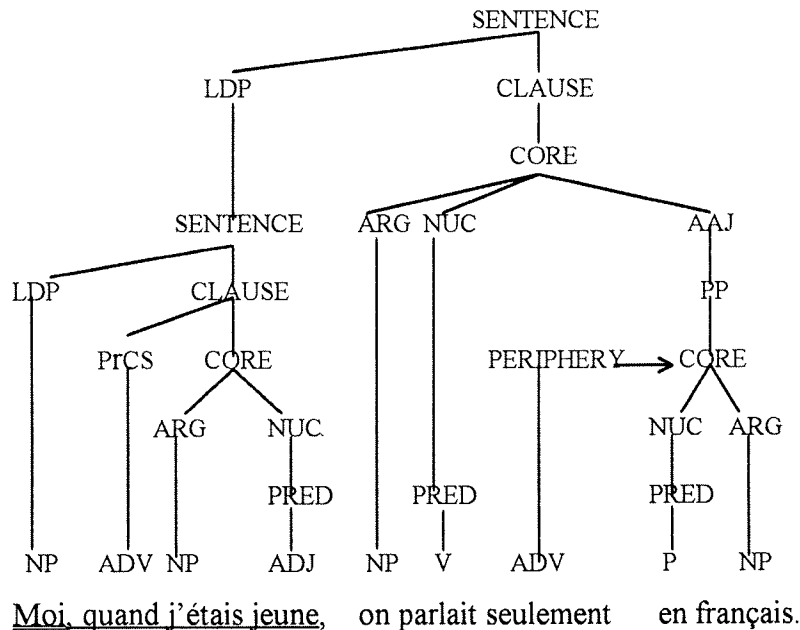 SENTENCE
LDP CLAUSE
CORE
SENTENCE ARG NUC AAJ
LDP CLAUSE PP
PrCS CORE PERIPHERY CORE
ARG NUC NUC ARG
PRED PRED PRED
NP ADV NP ADJ NP V ADV P NP
Moi, quand j'étais jeune, on parlait seulement en français.